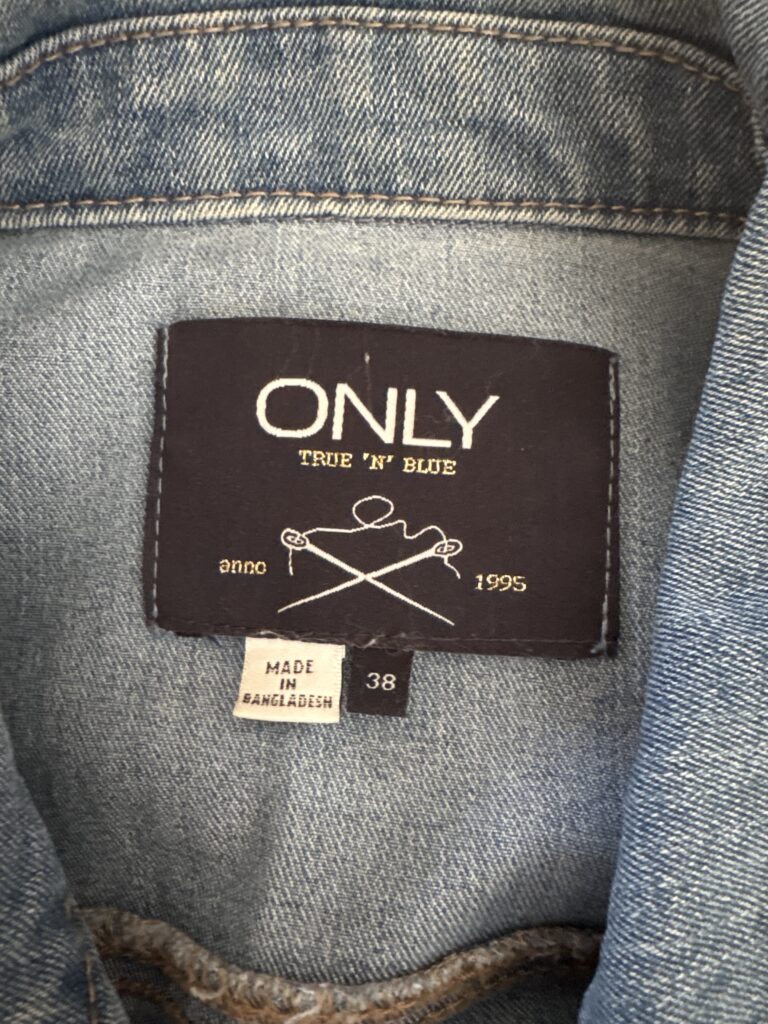 ONLY
TRUE 'N' BLUE
anno 1995
MADE
IN
BANGLADESH
38